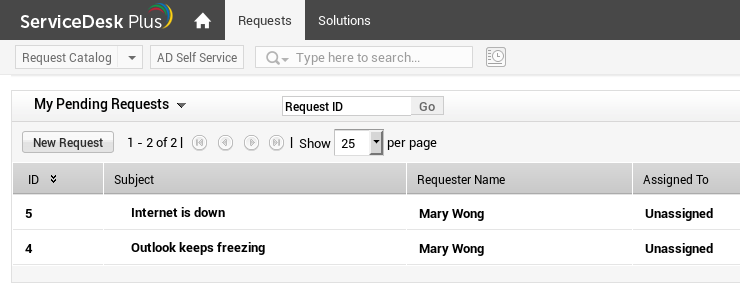 ServiceDesk Plus Requests Solutions
Request Catalog AD Self Service Type here to search...
My Pending Requests Request ID Go
New Request 1 - 2 of 2 | | Show 25 per page
ID Subject Requester Name Assigned To
5 Internet is down Mary Wong Unassigned
4 Outlook keeps freezing Mary Wong Unassigned